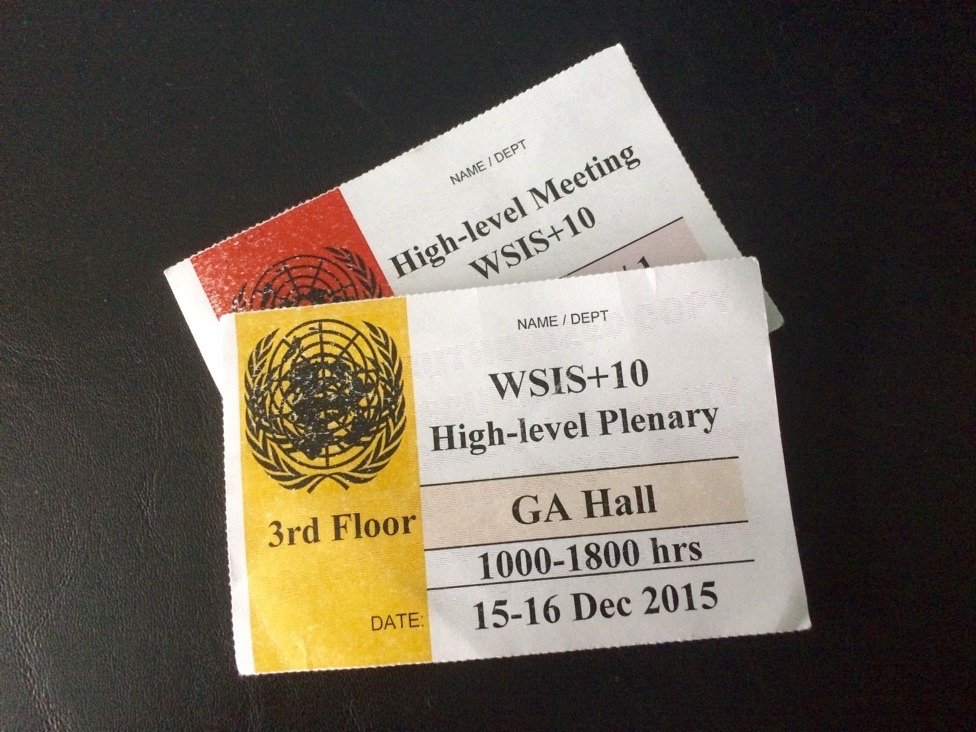 NAME / DEPT
High-level Meeting
WSIS+10
NAME / DEPT
WSIS+10
High-level Plenary
GA Hall
3rd Floor
1000-1800 hrs
15-16 Dec 2015
DATE: